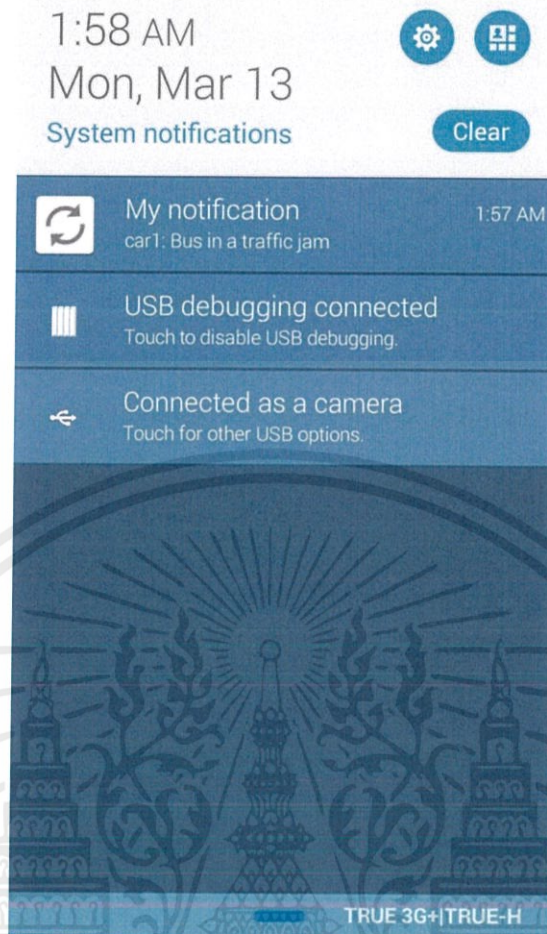 1:58 AM
Mon, Mar 13
System notifications
Clear
My notification
1:57 AM
car1: Bus in a traffic jam
USB debugging connected
Touch to disable USB debugging.
Connected as a camera
Touch for other USB options.
TRUE 3G+|TRUE-H